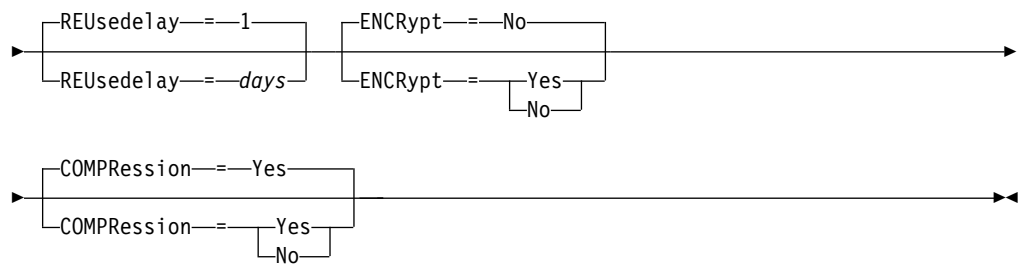 REUsedelay = 1 ENCRypt = No
REUsedelay = days ENCRypt = Yes
No
COMPRession = Yes
COMPRession = Yes
No